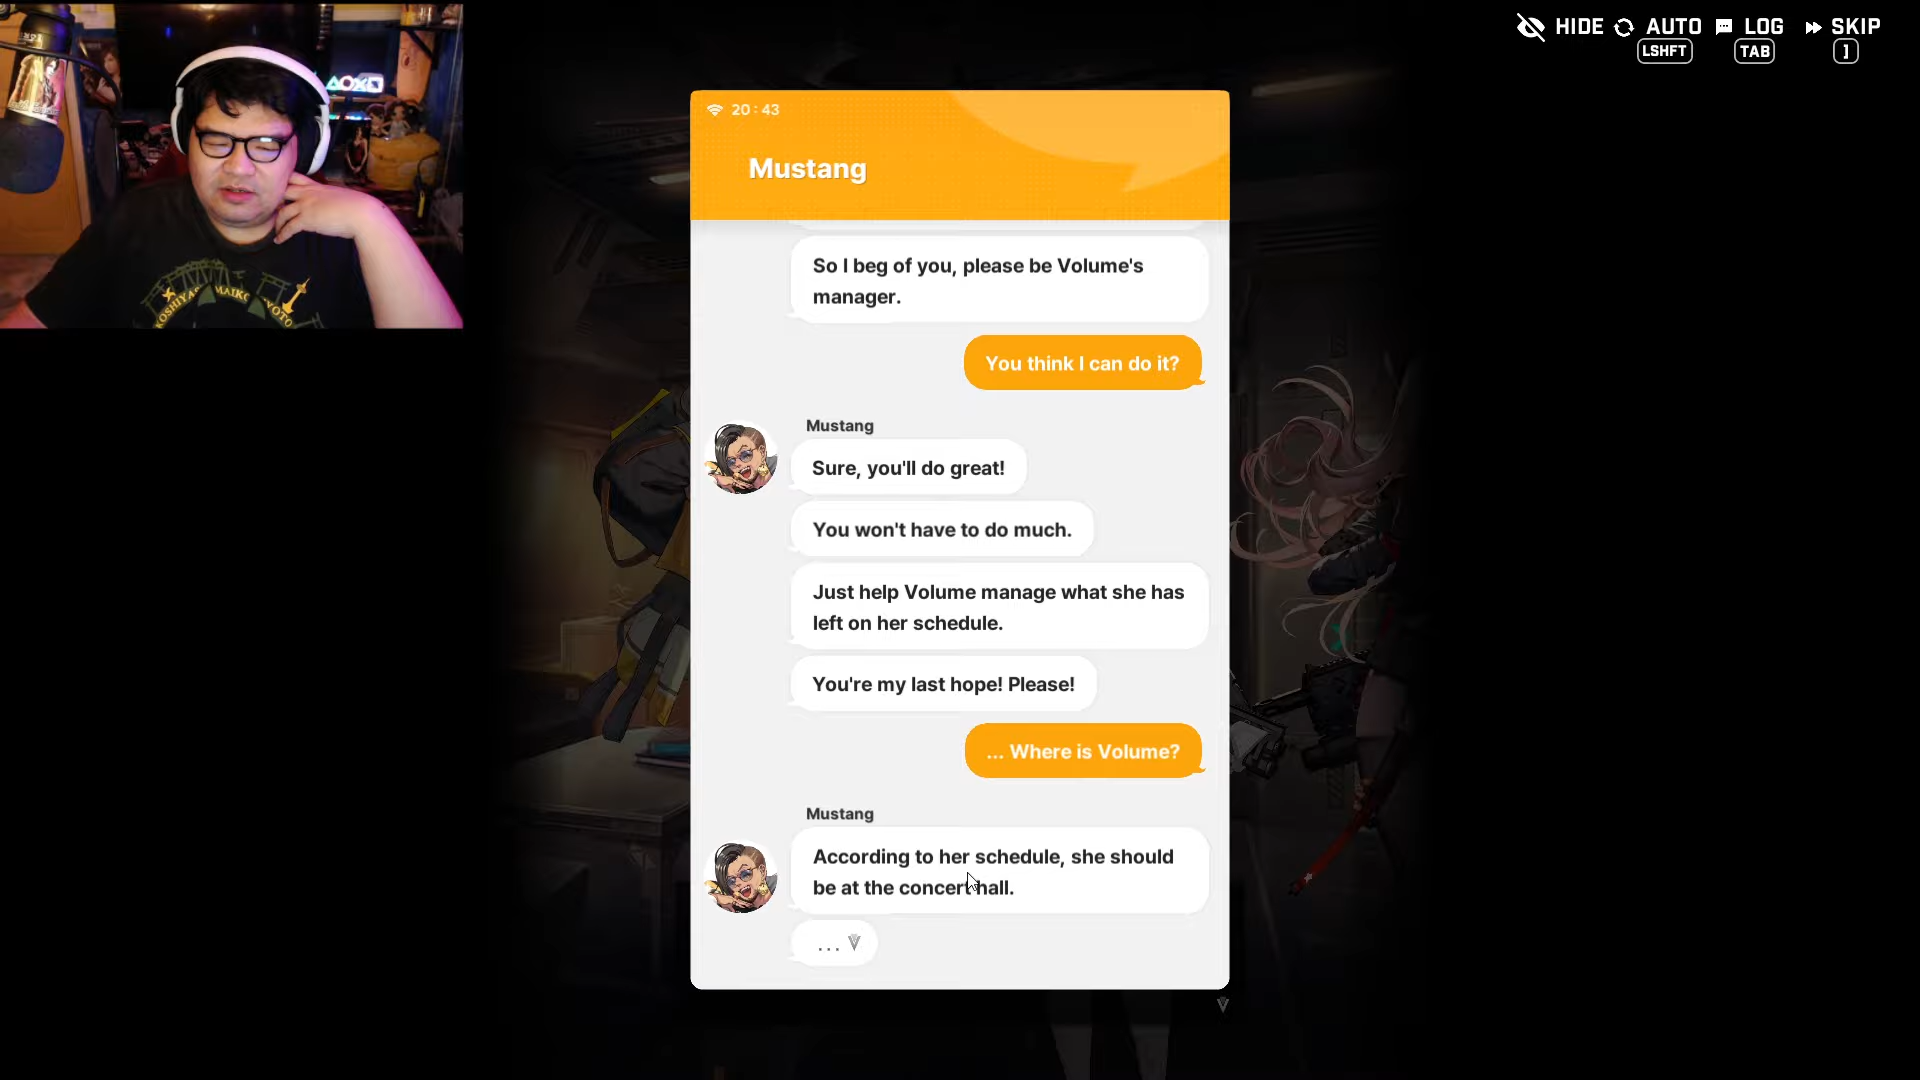 HIDE AUTO LOG SKIP
LSHFT TAB ]
20:43
Mustang
So I beg of you, please be Volume's
manager.
You think I can do it?
Mustang
Sure, you'll do great!
You won't have to do much.
Just help Volume manage what she has
left on her schedule.
You're my last hope! Please!
... Where is Volume?
Mustang
According to her schedule, she should
be at the concert hall.
...